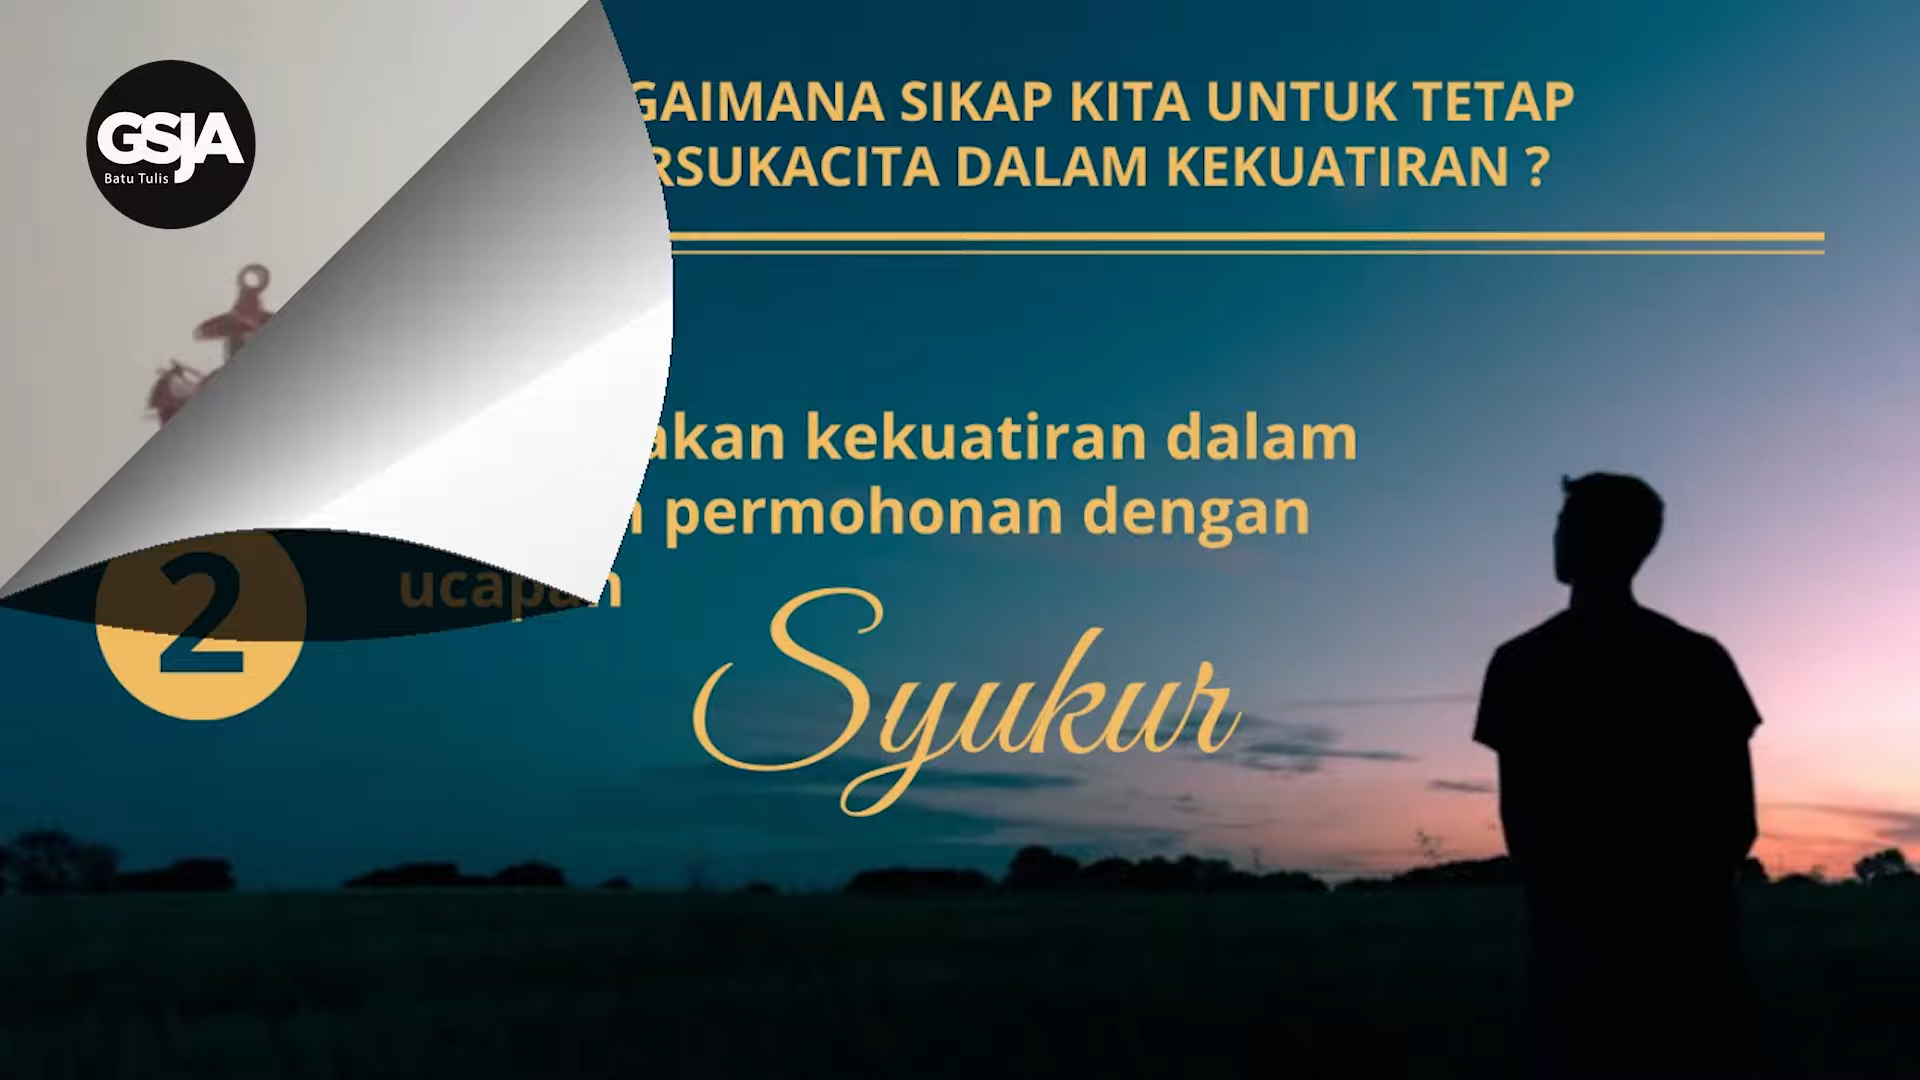 GSJA
Batu Tulis
GAIMANA SIKAP KITA UNTUK TETAP
RSUKACITA DALAM KEKUATIRAN ?
akan kekuatiran dalam
permohonan dengan
ucapan
2
Syukur